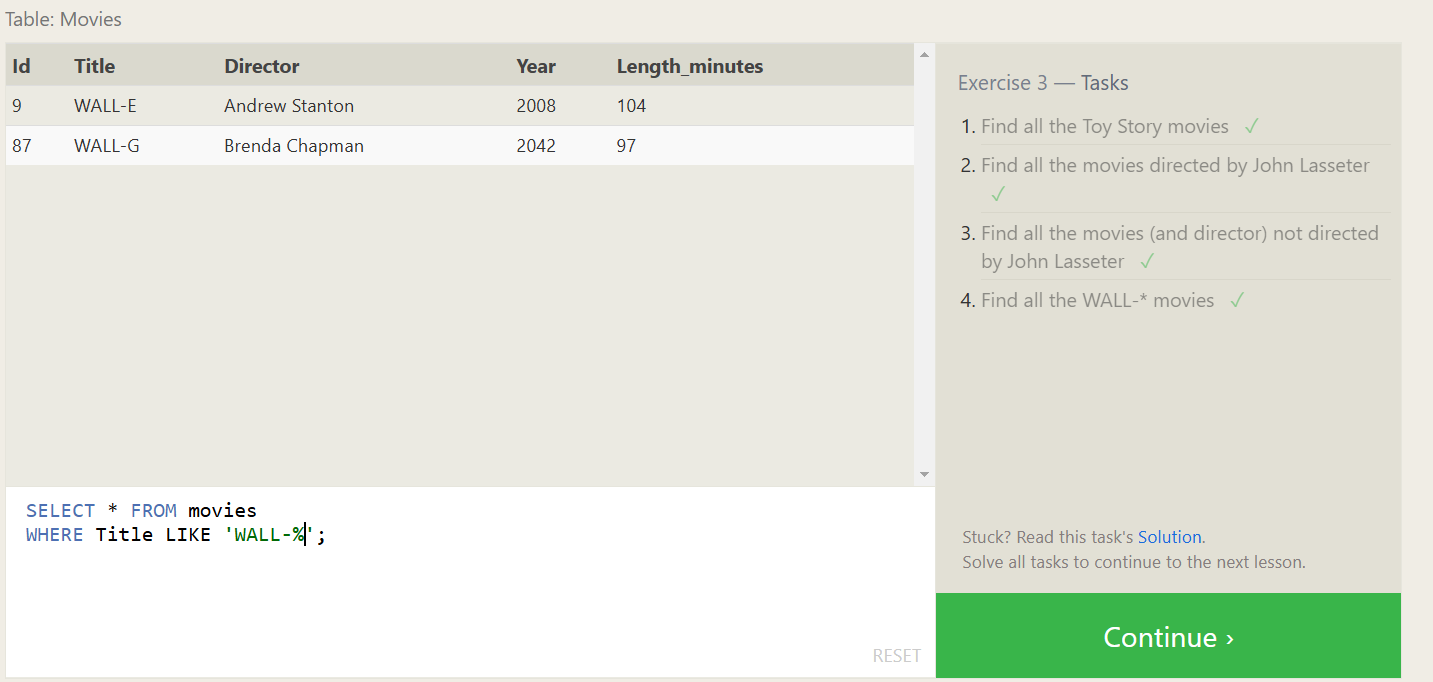 Table: Movies
Id Title Director Year Length_minutes
9 WALL-E Andrew Stanton 2008 104
87 WALL-G Brenda Chapman 2042 97
SELECT * FROM movies
WHERE Title LIKE 'WALL-%';
RESET
Exercise 3 — Tasks
1. Find all the Toy Story movies ✓
2. Find all the movies directed by John Lasseter
✓
3. Find all the movies (and director) not directed
by John Lasseter ✓
4. Find all the WALL-* movies ✓
Stuck? Read this task's Solution.
Solve all tasks to continue to the next lesson.
Continue ›